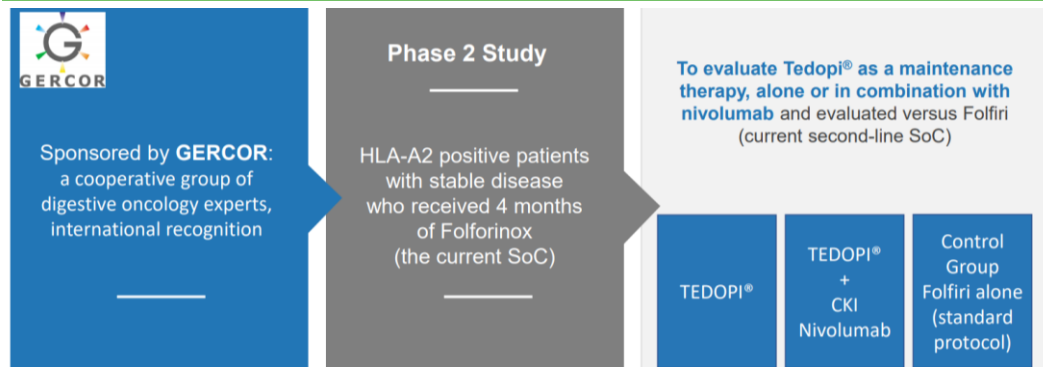 G
GERCOR
Sponsored by GERCOR:
a cooperative group of
digestive oncology experts,
international recognition
Phase 2 Study
HLA-A2 positive patients
with stable disease
who received 4 months
of Folforinox
(the current SoC)
To evaluate Tedopi® as a maintenance
therapy, alone or in combination with
nivolumab and evaluated versus Folfiri
(current second-line SoC)
TEDOPI®
TEDOPI®
+
CKI
Nivolumab
Control
Group
Folfiri alone
(standard
protocol)